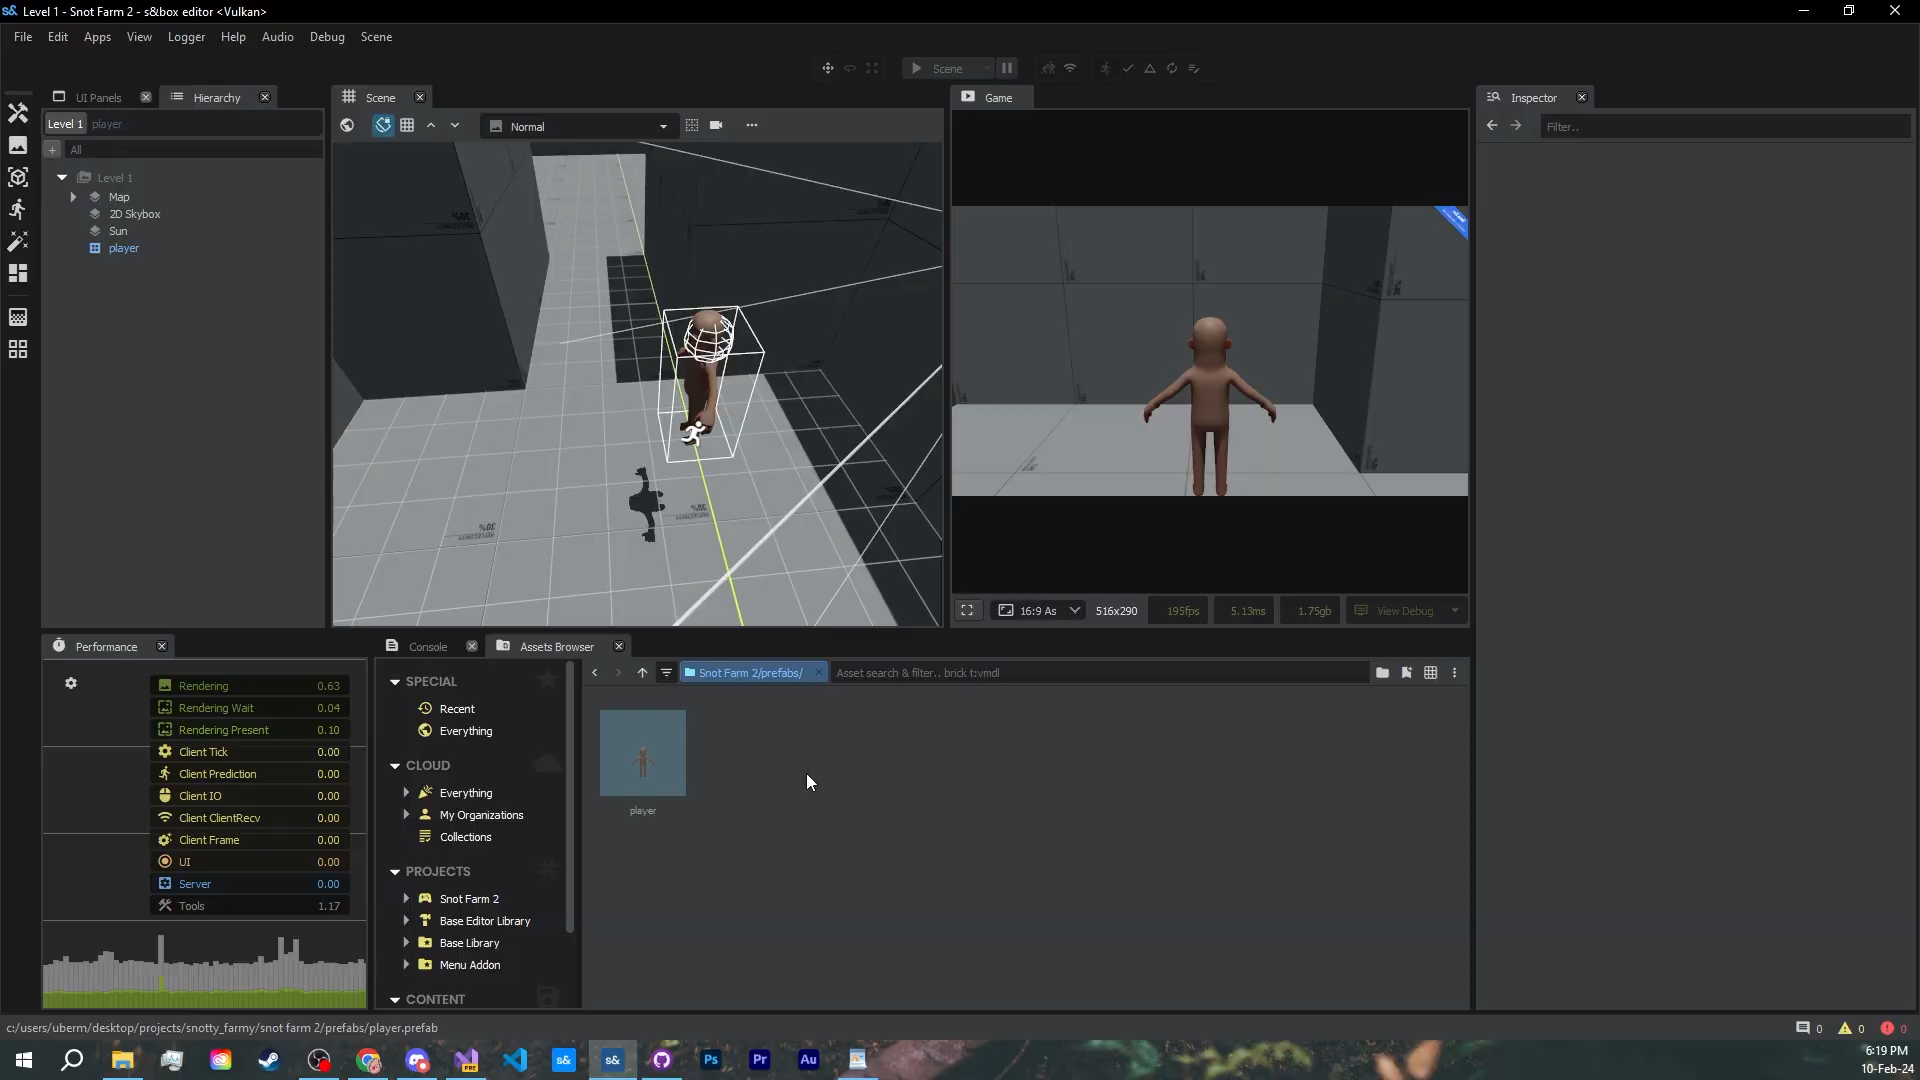 s& Level 1 - Snot Farm 2 - s&box editor <Vulkan>
File Edit Apps View Logger Help Audio Debug Scene
Scene
UI Panels Hierarchy
Level 1 player
All
Level 1
Map
2D Skybox
Sun
player
Scene
Normal
Game
16:9 As 516x290 195fps 5.13ms 1.75gb View Debug
Inspector
Filter..
Performance
Rendering 0.63
Rendering Wait 0.04
Rendering Present 0.10
Client Tick 0.00
Client Prediction 0.00
Client IO 0.00
Client ClientRecv 0.00
Client Frame 0.00
UI 0.00
Server 0.00
Tools 1.17
Console Assets Browser
SPECIAL
Recent
Everything
CLOUD
Everything
My Organizations
Collections
PROJECTS
Snot Farm 2
Base Editor Library
Base Library
Menu Addon
CONTENT
Snot Farm 2/prefabs/ Asset search & filter.. brick t:vmdl
player
c:/users/uberm/desktop/projects/snotty_farmy/snot farm 2/prefabs/player.prefab
0 0 0
PRE s& s& Ps Pr Au
6:19 PM
10-Feb-24